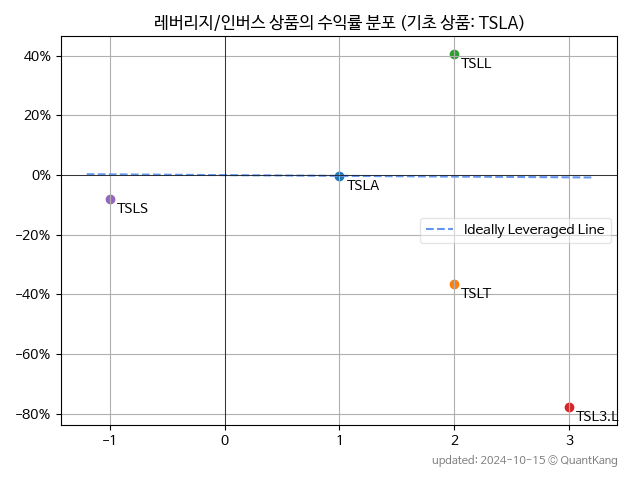 레버리지/인버스 상품의 수익률 분포 (기초 상품: TSLA)
40%
TSLL
20%
0%
TSLA
TSLS
Ideally Leveraged Line
−20%
TSLT
−40%
−60%
TSL3.L
−80%
−1 0 1 2 3
updated: 2024-10-15 © QuantKang